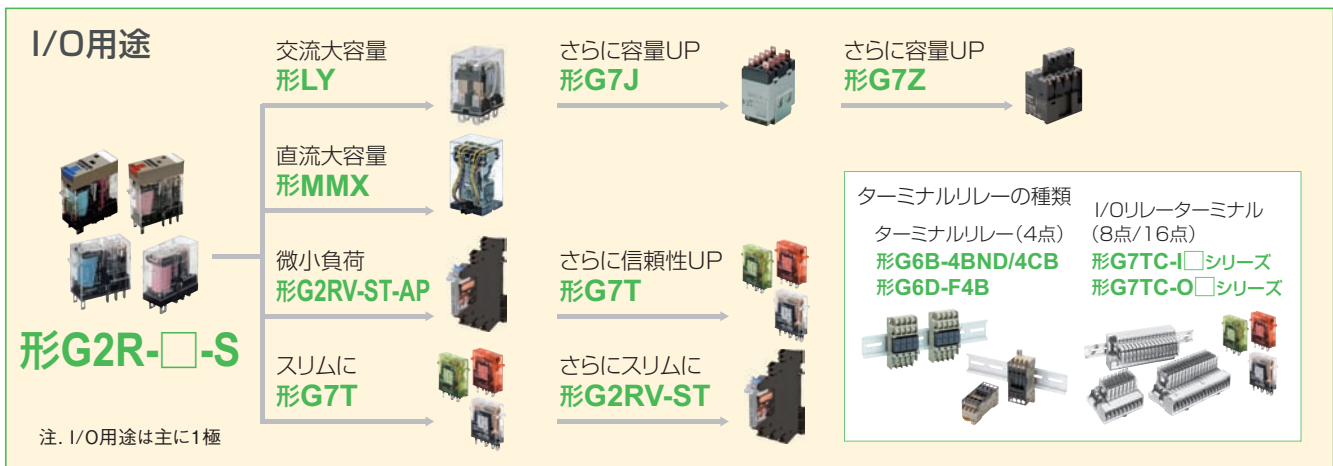 I/O用途
交流大容量
形LY
さらに容量UP
形G7J
さらに容量UP
形G7Z
直流大容量
形MMX
微小負荷
形G2RV-ST-AP
さらに信頼性UP
形G7T
スリムに
形G7T
さらにスリムに
形G2RV-ST
形G2R-□-S
注. I/O用途は主に1極
ターミナルリレーの種類
ターミナルリレー(4点)
形G6B-4BND/4CB
形G6D-F4B
I/Oリレーターミナル
(8点/16点)
形G7TC-I□シリーズ
形G7TC-O□シリーズ